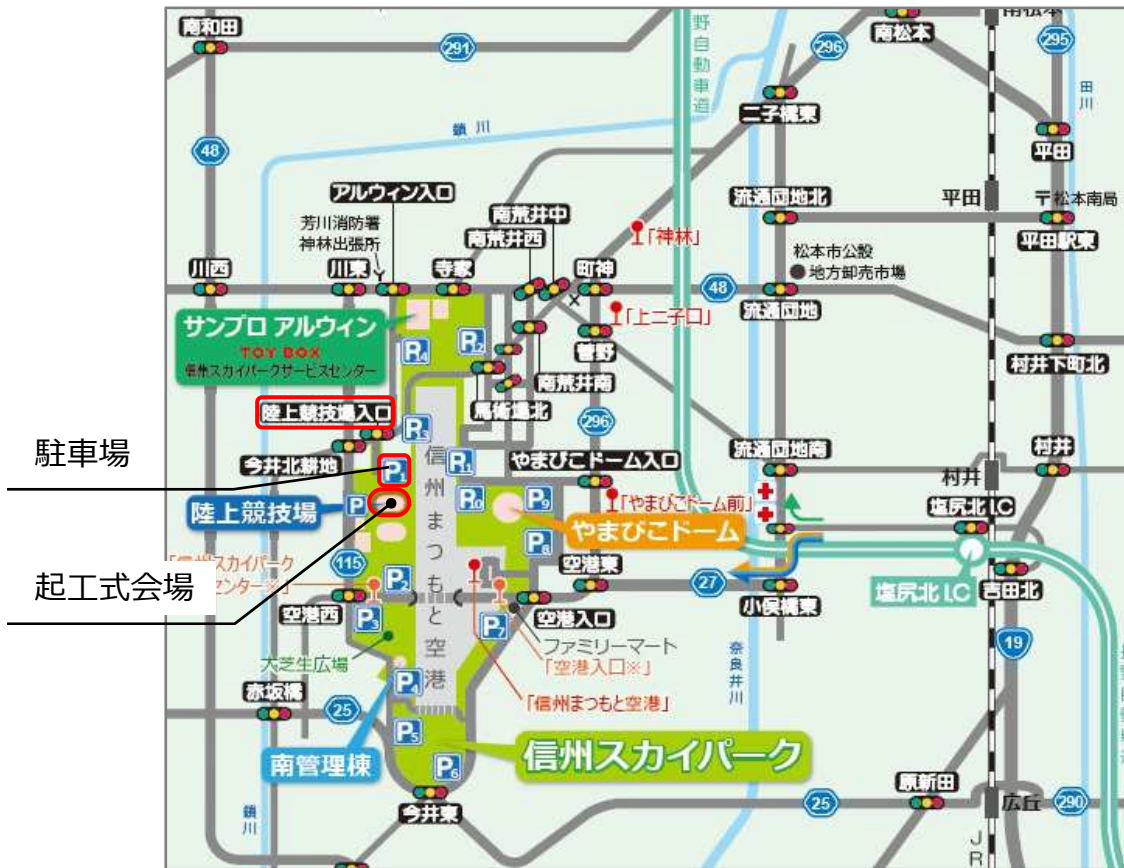 南和田
291
野自動車道
296
南松本
南松本
295
二子橋東
田川
鎖川
48
平田
アルウィン入口
流通団地北
平田
〒松本南局
平田駅東
芳川消防署
神林出張所
南荒井中
南荒井西
「神林」
松本市公設
地方卸売市場
川西
川東
寺家
町神
48
流通団地
サンプロ アルウィン
TOY BOX
信州スカイパークサービスセンター
P4
P2
「上二子口」
菅野
村井下町北
南荒井南
馬術場北
陸上競技場入口
P13
296
駐車場
今井北耕地
P1
信州まつもと空港
P11
やまびこドーム入口
流通団地南
村井
村井
陸上競技場
P
P10
P9
「やまびこドーム前」
やまびこドーム
塩尻北I.C
P8
「信州スカイパーク
センター※」
115
起工式会場
P2
空港東
27
小俣橋東
塩尻北 I.C
吉田北
空港西
P3
P7
空港入口
ファミリーマート
「空港入口※」
19
大芝生広場
奈良井川
赤坂橋
25
P4
「信州まつもと空港」
P5
南管理棟
信州スカイパーク
P6
今井東
原新田
25
広丘
290
鎖川
JR